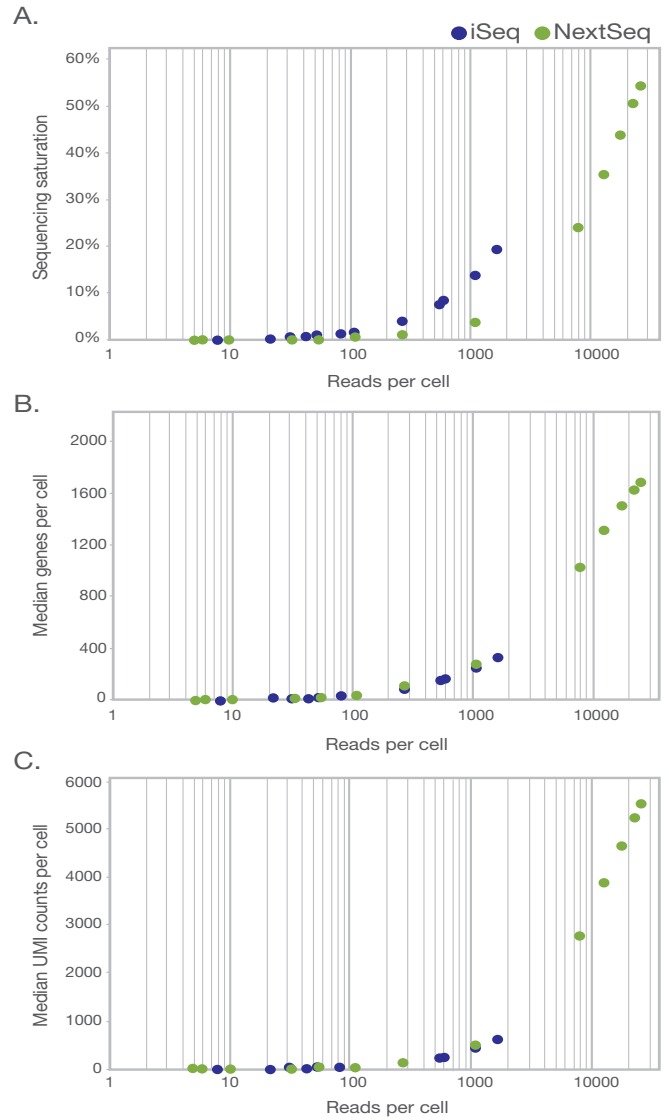 A.
iSeq NextSeq
60%
50%
40%
30%
20%
10%
0%
Sequencing saturation
1 10 100 1000 10000
Reads per cell
B.
2000
1600
1200
800
400
0
Median genes per cell
1 10 100 1000 10000
Reads per cell
C.
6000
5000
4000
3000
2000
1000
0
Median UMI counts per cell
1 10 100 1000 10000
Reads per cell